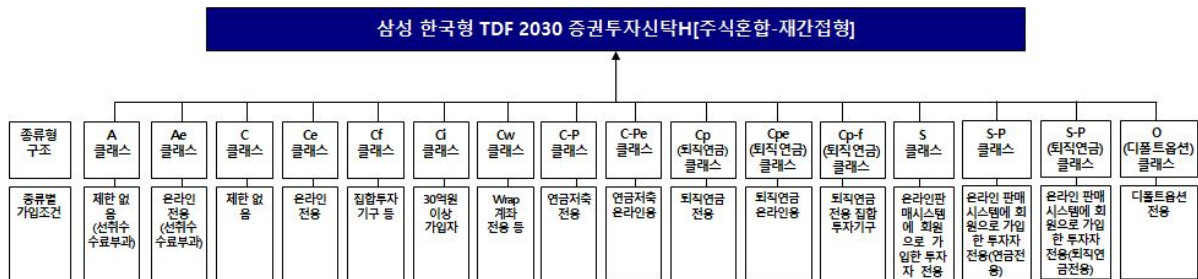 삼성 한국형 TDF 2030 증권투자신탁H[주식혼합-재간접형]
종류형
구조
A
클래스
Ae
클래스
C
클래스
Ce
클래스
Cf
클래스
Ci
클래스
Cw
클래스
C-P
클래스
C-Pe
클래스
Cp
(퇴직연금)
클래스
Cpe
(퇴직연금)
클래스
Cp-f
(퇴직연금)
클래스
S
클래스
S-P
클래스
S-P
(퇴직연금)
클래스
O
(디폴트옵션)
클래스
종류별
가입조건
제한 없
음
(선취수
수료부과)
온라인
전용
(선취수
수료부과)
제한 없
음
온라인
전용
집합투자
기구 등
30억원
이상
가입자
Wrap
계좌
전용 등
연금저축
전용
연금저축
온라인용
퇴직연금
전용
퇴직연금
온라인용
퇴직연금
전용 집합
투자기구
온라인판
매시스템
에 회원
으로 가
입한 투자
자 전용
온라인 판매
시스템에 회
원으로 가입
한 투자자
전용(연금전
용)
온라인 판매
시스템에 회
원으로 가입
한 투자자
전용(퇴직연
금전용)
디폴트옵션
전용